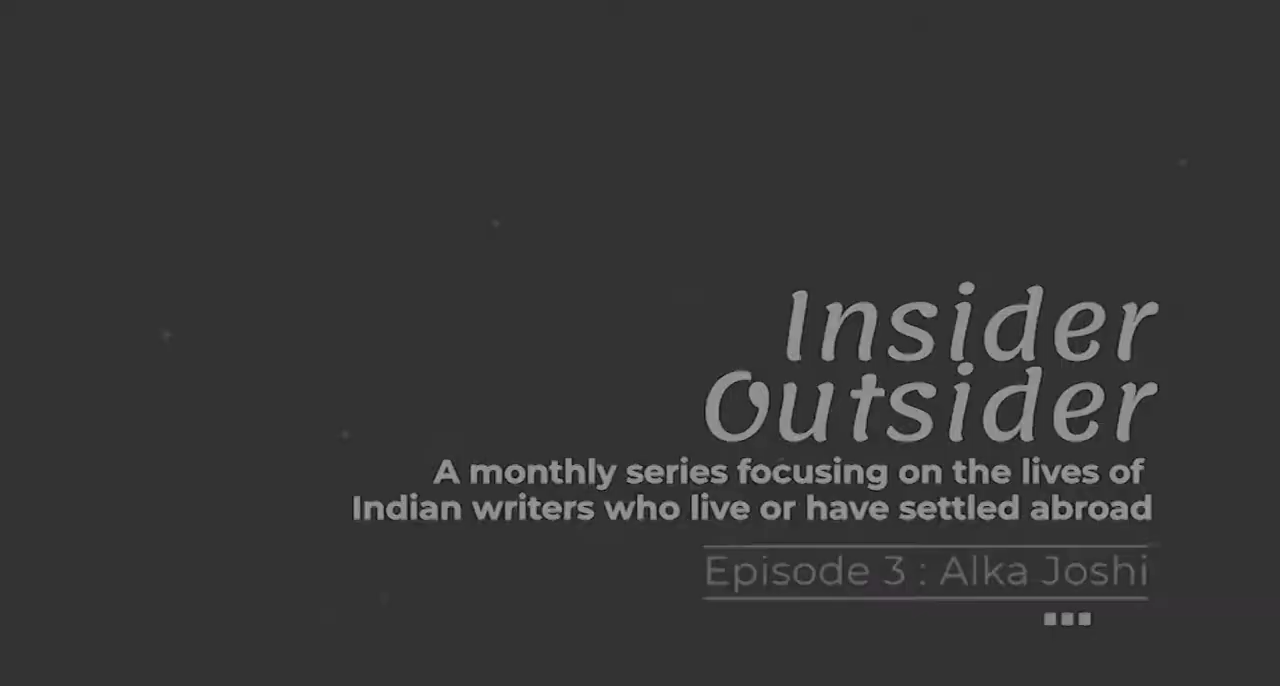 Insider
Outsider
A monthly series focusing on the lives of
Indian writers who live or have settled abroad
Episode 3 : Alka Joshi